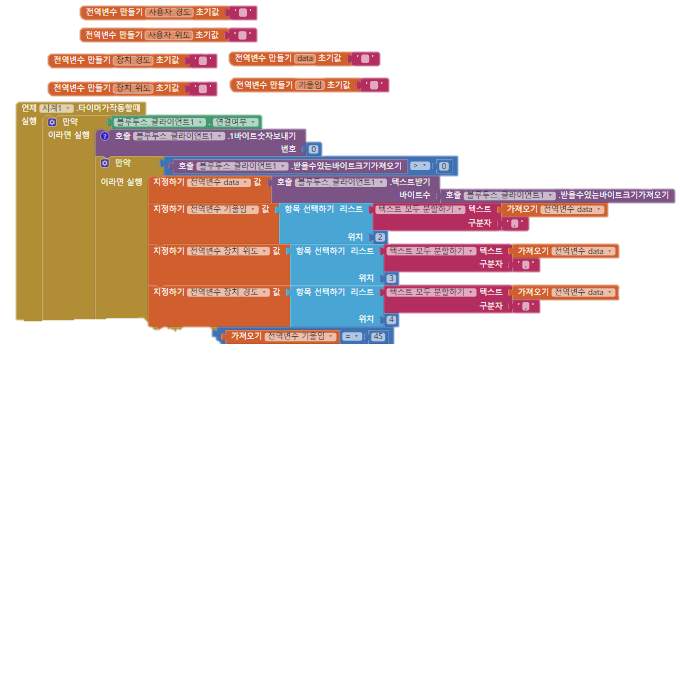 전역변수 만들기 사용자 경도 초기값 " "
전역변수 만들기 사용자 위도 초기값 " "
전역변수 만들기 장치 경도 초기값 " "
전역변수 만들기 data 초기값 " "
전역변수 만들기 장치 위도 초기값 " "
전역변수 만들기 기울임 초기값 " "
언제 시계1 .타이머가작동할때
실행 만약 블루투스 클라이언트1 . 연결여부
이라면 실행 ? 호출 블루투스 클라이언트1 .1바이트숫자보내기
번호 0
만약 호출 블루투스 클라이언트1 .받을수있는바이트크기가져오기 > 0
이라면 실행 지정하기 전역변수 data 값 호출 블루투스 클라이언트1 .텍스트받기
바이트수 호출 블루투스 클라이언트1 .받을수있는바이트크기가져오기
지정하기 전역변수 기울임 값 항목 선택하기 리스트 텍스트 모두 분할하기 텍스트 가져오기 전역변수 data
구분자 " , "
위치 2
지정하기 전역변수 장치 위도 값 항목 선택하기 리스트 텍스트 모두 분할하기 텍스트 가져오기 전역변수 data
구분자 " , "
위치 3
지정하기 전역변수 장치 경도 값 항목 선택하기 리스트 텍스트 모두 분할하기 텍스트 가져오기 전역변수 data
구분자 " , "
위치 4
가져오기 전역변수 기울임 = 45